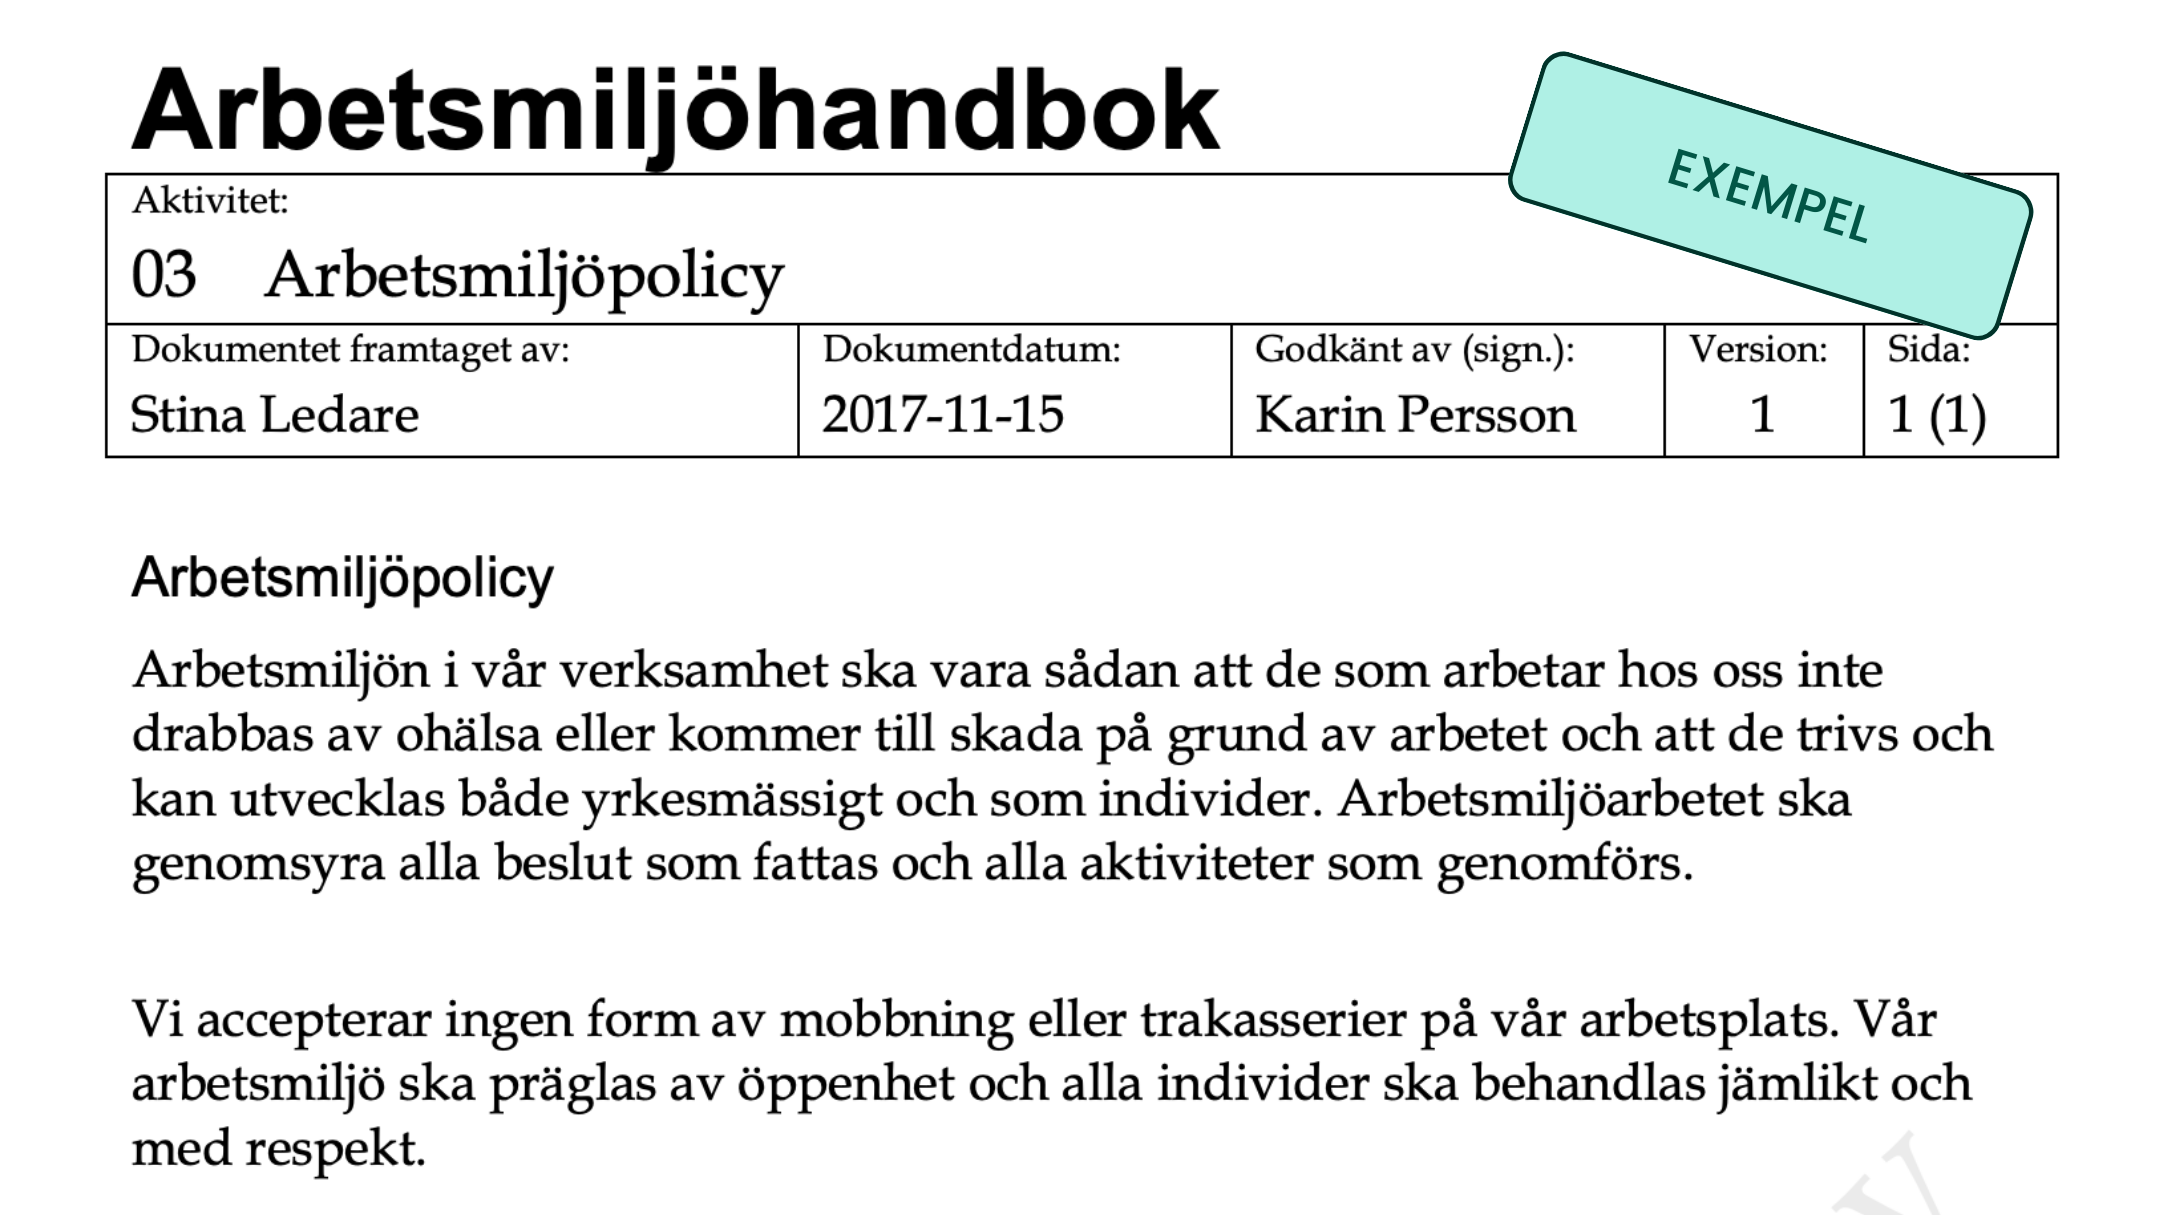 Arbetsmiljöhandbok
EXEMPEL
Aktivitet:
03 Arbetsmiljöpolicy
Dokumentet framtaget av:
Stina Ledare
Dokumentdatum:
2017-11-15
Godkänt av (sign.):
Karin Persson
Version:
1
Sida:
1 (1)
Arbetsmiljöpolicy
Arbetsmiljön i vår verksamhet ska vara sådan att de som arbetar hos oss inte
drabbas av ohälsa eller kommer till skada på grund av arbetet och att de trivs och
kan utvecklas både yrkesmässigt och som individer. Arbetsmiljöarbetet ska
genomsyra alla beslut som fattas och alla aktiviteter som genomförs.
Vi accepterar ingen form av mobbning eller trakasserier på vår arbetsplats. Vår
arbetsmiljö ska präglas av öppenhet och alla individer ska behandlas jämlikt och
med respekt.